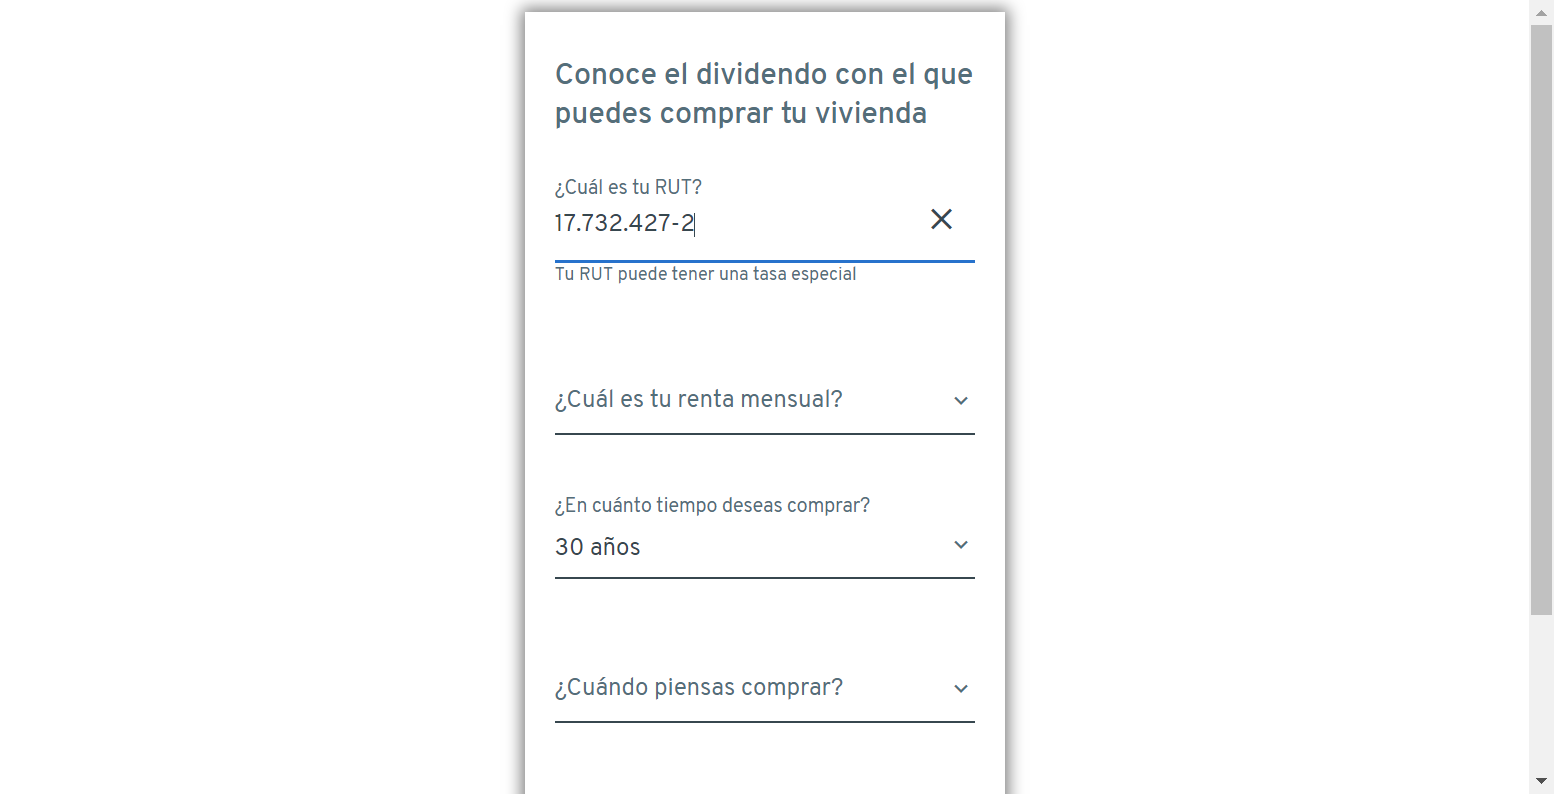 Conoce el dividendo con el que
puedes comprar tu vivienda
¿Cuál es tu RUT?
17.732.427-2
Tu RUT puede tener una tasa especial
¿Cuál es tu renta mensual?
¿En cuánto tiempo deseas comprar?
30 años
¿Cuándo piensas comprar?